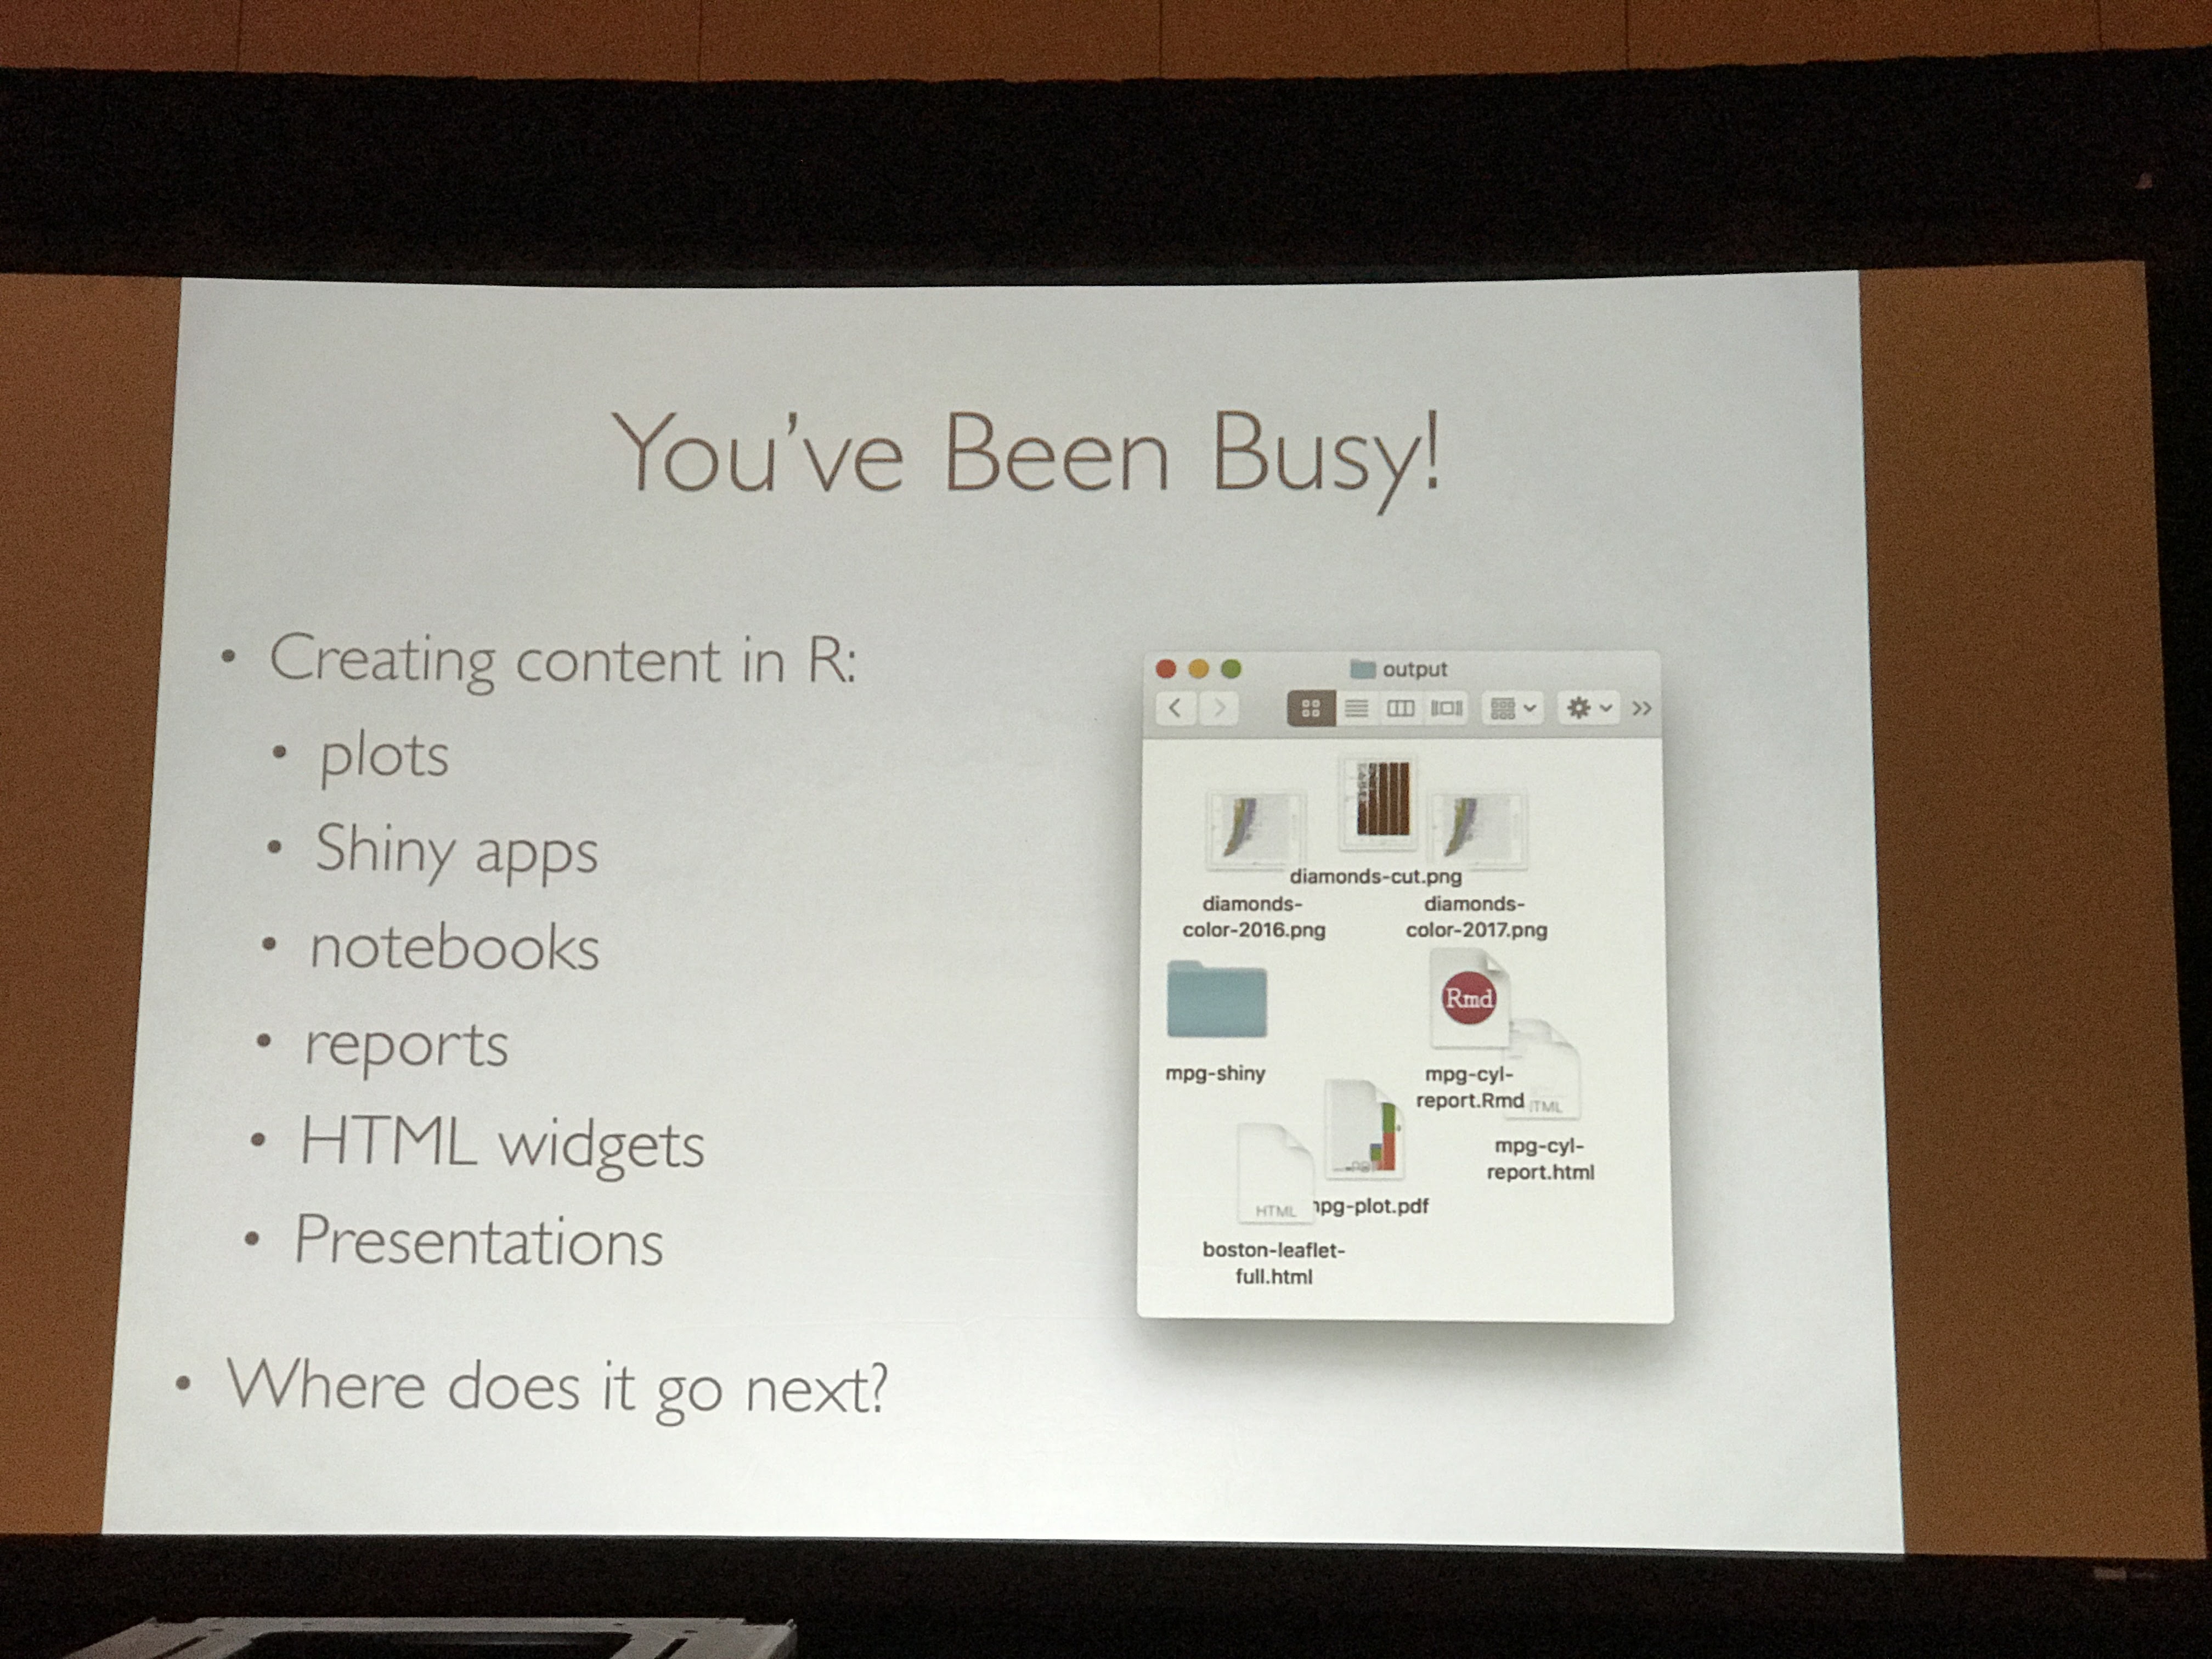 You've Been Busy!
• Creating content in R:
• plots
• Shiny apps
• notebooks
• reports
• HTML widgets
• Presentations
• Where does it go next?
output
diamonds-cut.png
diamonds-
color-2016.png
diamonds-
color-2017.png
mpg-shiny
Rmd
mpg-cyl-
report.Rmd
TML
mpg-cyl-
report.html
HTML
pg-plot.pdf
boston-leaflet-
full.html